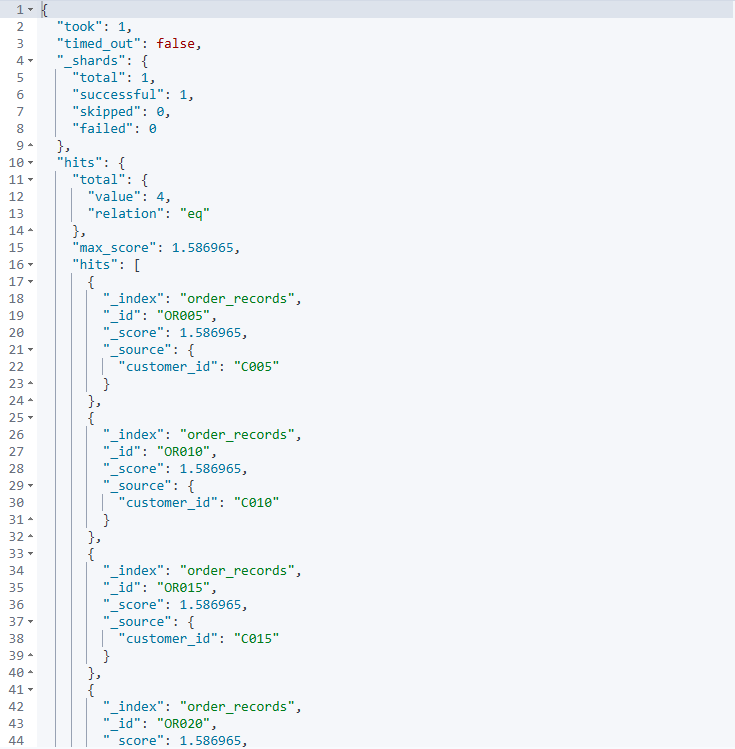 1 {
2 "took": 1,
3 "timed_out": false,
4 "_shards": {
5 "total": 1,
6 "successful": 1,
7 "skipped": 0,
8 "failed": 0
9 },
10 "hits": {
11 "total": {
12 "value": 4,
13 "relation": "eq"
14 },
15 "max_score": 1.586965,
16 "hits": [
17 {
18 "_index": "order_records",
19 "_id": "OR005",
20 "_score": 1.586965,
21 "_source": {
22 "customer_id": "C005"
23 }
24 },
25 {
26 "_index": "order_records",
27 "_id": "OR010",
28 "_score": 1.586965,
29 "_source": {
30 "customer_id": "C010"
31 }
32 },
33 {
34 "_index": "order_records",
35 "_id": "OR015",
36 "_score": 1.586965,
37 "_source": {
38 "customer_id": "C015"
39 }
40 },
41 {
42 "_index": "order_records",
43 "_id": "OR020",
44 "_score": 1.586965,